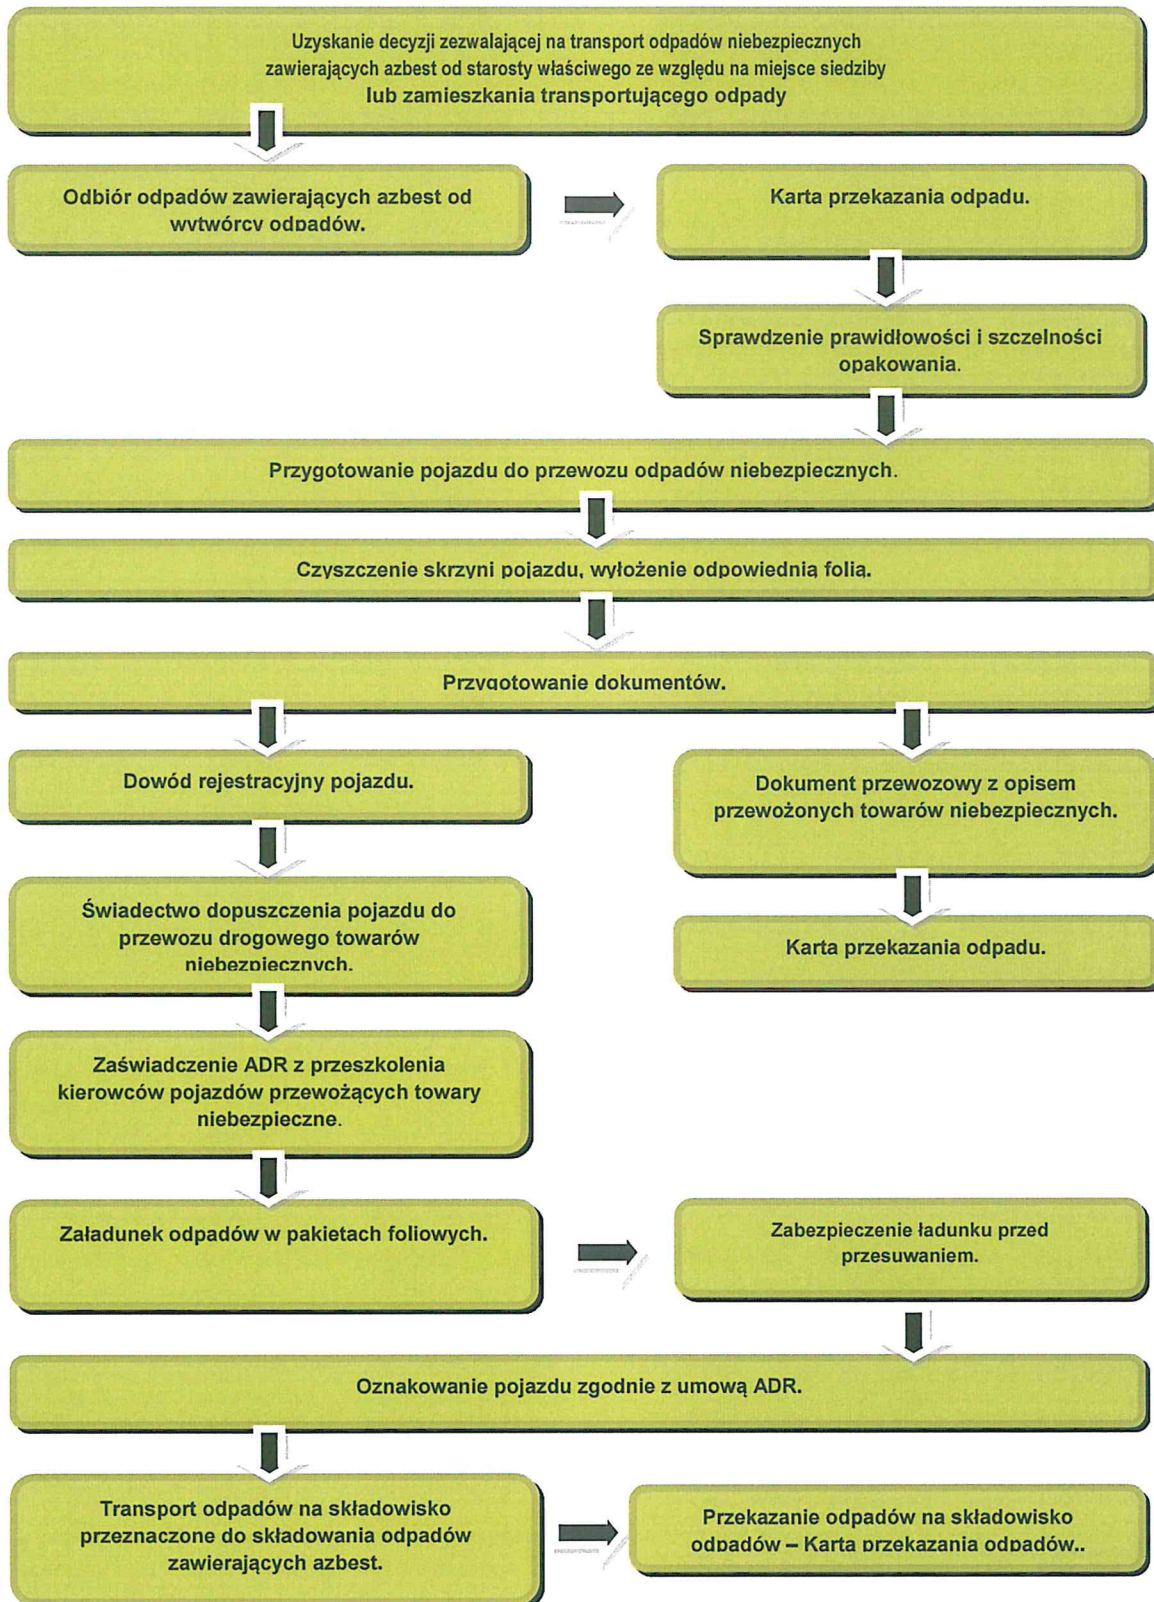 Uzyskanie decyzji zezwalającej na transport odpadów niebezpiecznych
zawierających azbest od starosty właściwego ze względu na miejsce siedziby
lub zamieszkania transportującego odpady
Odbiór odpadów zawierających azbest od
wytwórcy odpadów.
Karta przekazania odpadu.
Sprawdzenie prawidłowości i szczelności
opakowania.
Przygotowanie pojazdu do przewozu odpadów niebezpiecznych.
Czyszczenie skrzyni pojazdu, wyłożenie odpowiednią folią.
Przygotowanie dokumentów.
Dowód rejestracyjny pojazdu.
Dokument przewozowy z opisem
przewożonych towarów niebezpiecznych.
Świadectwo dopuszczenia pojazdu do
przewozu drogowego towarów
niebezpiecznych.
Karta przekazania odpadu.
Zaświadczenie ADR z przeszkolenia
kierowców pojazdów przewożących towary
niebezpieczne.
Załadunek odpadów w pakietach foliowych.
Zabezpieczenie ładunku przed
przesuwaniem.
Oznakowanie pojazdu zgodnie z umową ADR.
Transport odpadów na składowisko
przeznaczone do składowania odpadów
zawierających azbest.
Przekazanie odpadów na składowisko
odpadów – Karta przekazania odpadów..